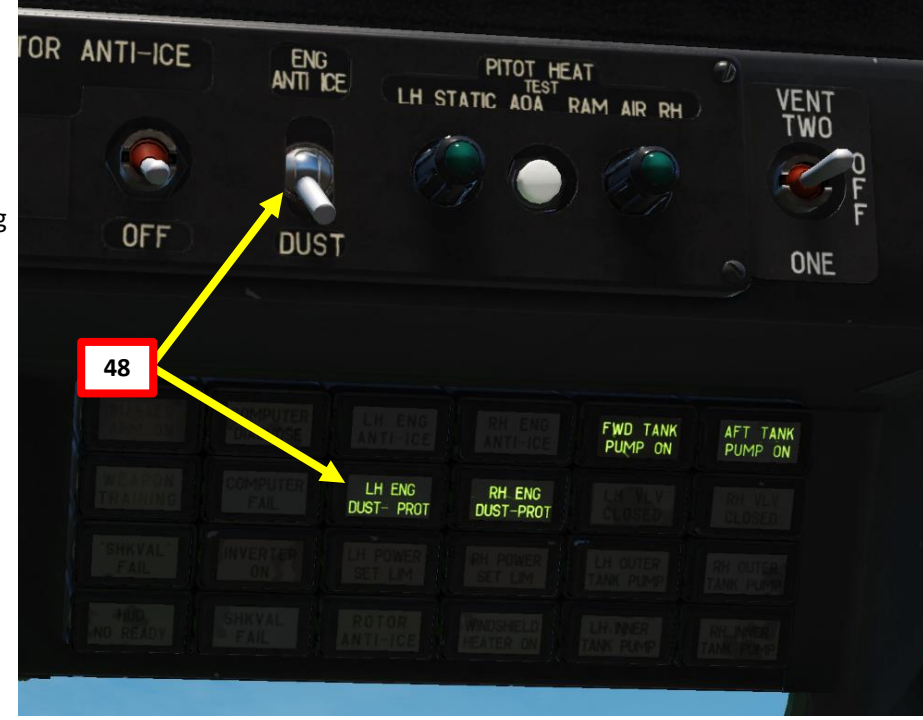 TOR ANTI-ICE
OFF
ENG
ANTI ICE
DUST
PITOT HEAT
TEST
LH STATIC AOA RAM AIR RH
VENT
TWO
OFF
ONE
g
48
COMPUTER
LH ENG
ANTI-ICE
RH ENG
ANTI-ICE
FWD TANK
PUMP ON
AFT TANK
PUMP ON
WEAPON
TRAINING
COMPUTER
FAIL
LH ENG
DUST- PROT
RH ENG
DUST-PROT
LH VLV
CLOSED
RH VLV
CLOSED
SHKVAL
FAIL
INVERTER
ON
LH POWER
SET LIM
RH POWER
SET LIM
LH OUTER
TANK PUMP
RH OUTER
TANK PUMP
HUD
NO READY
SHKVAL
FAIL
ROTOR
ANTI-ICE
WINDSHIELD
HEATER ON
LH INNER
TANK PUMP
RH INNER
TANK PUMP